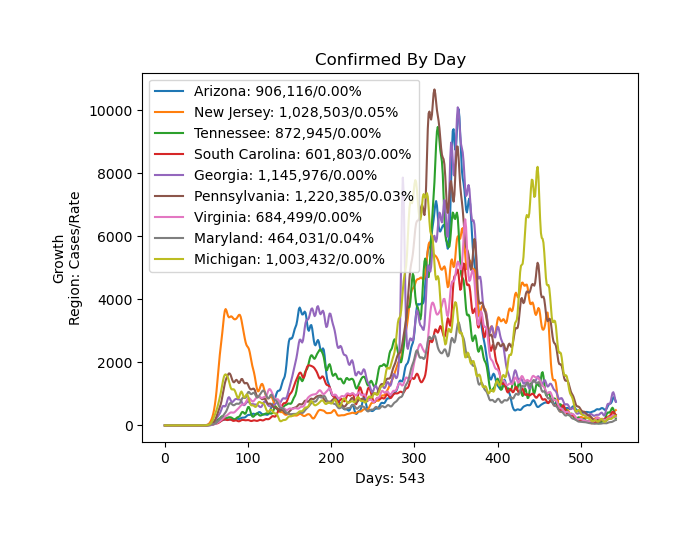 Confirmed By Day
Growth
Region: Cases/Rate
10000
8000
6000
4000
2000
0
Arizona: 906,116/0.00%
New Jersey: 1,028,503/0.05%
Tennessee: 872,945/0.00%
South Carolina: 601,803/0.00%
Georgia: 1,145,976/0.00%
Pennsylvania: 1,220,385/0.03%
Virginia: 684,499/0.00%
Maryland: 464,031/0.04%
Michigan: 1,003,432/0.00%
0 100 200 300 400 500
Days: 543